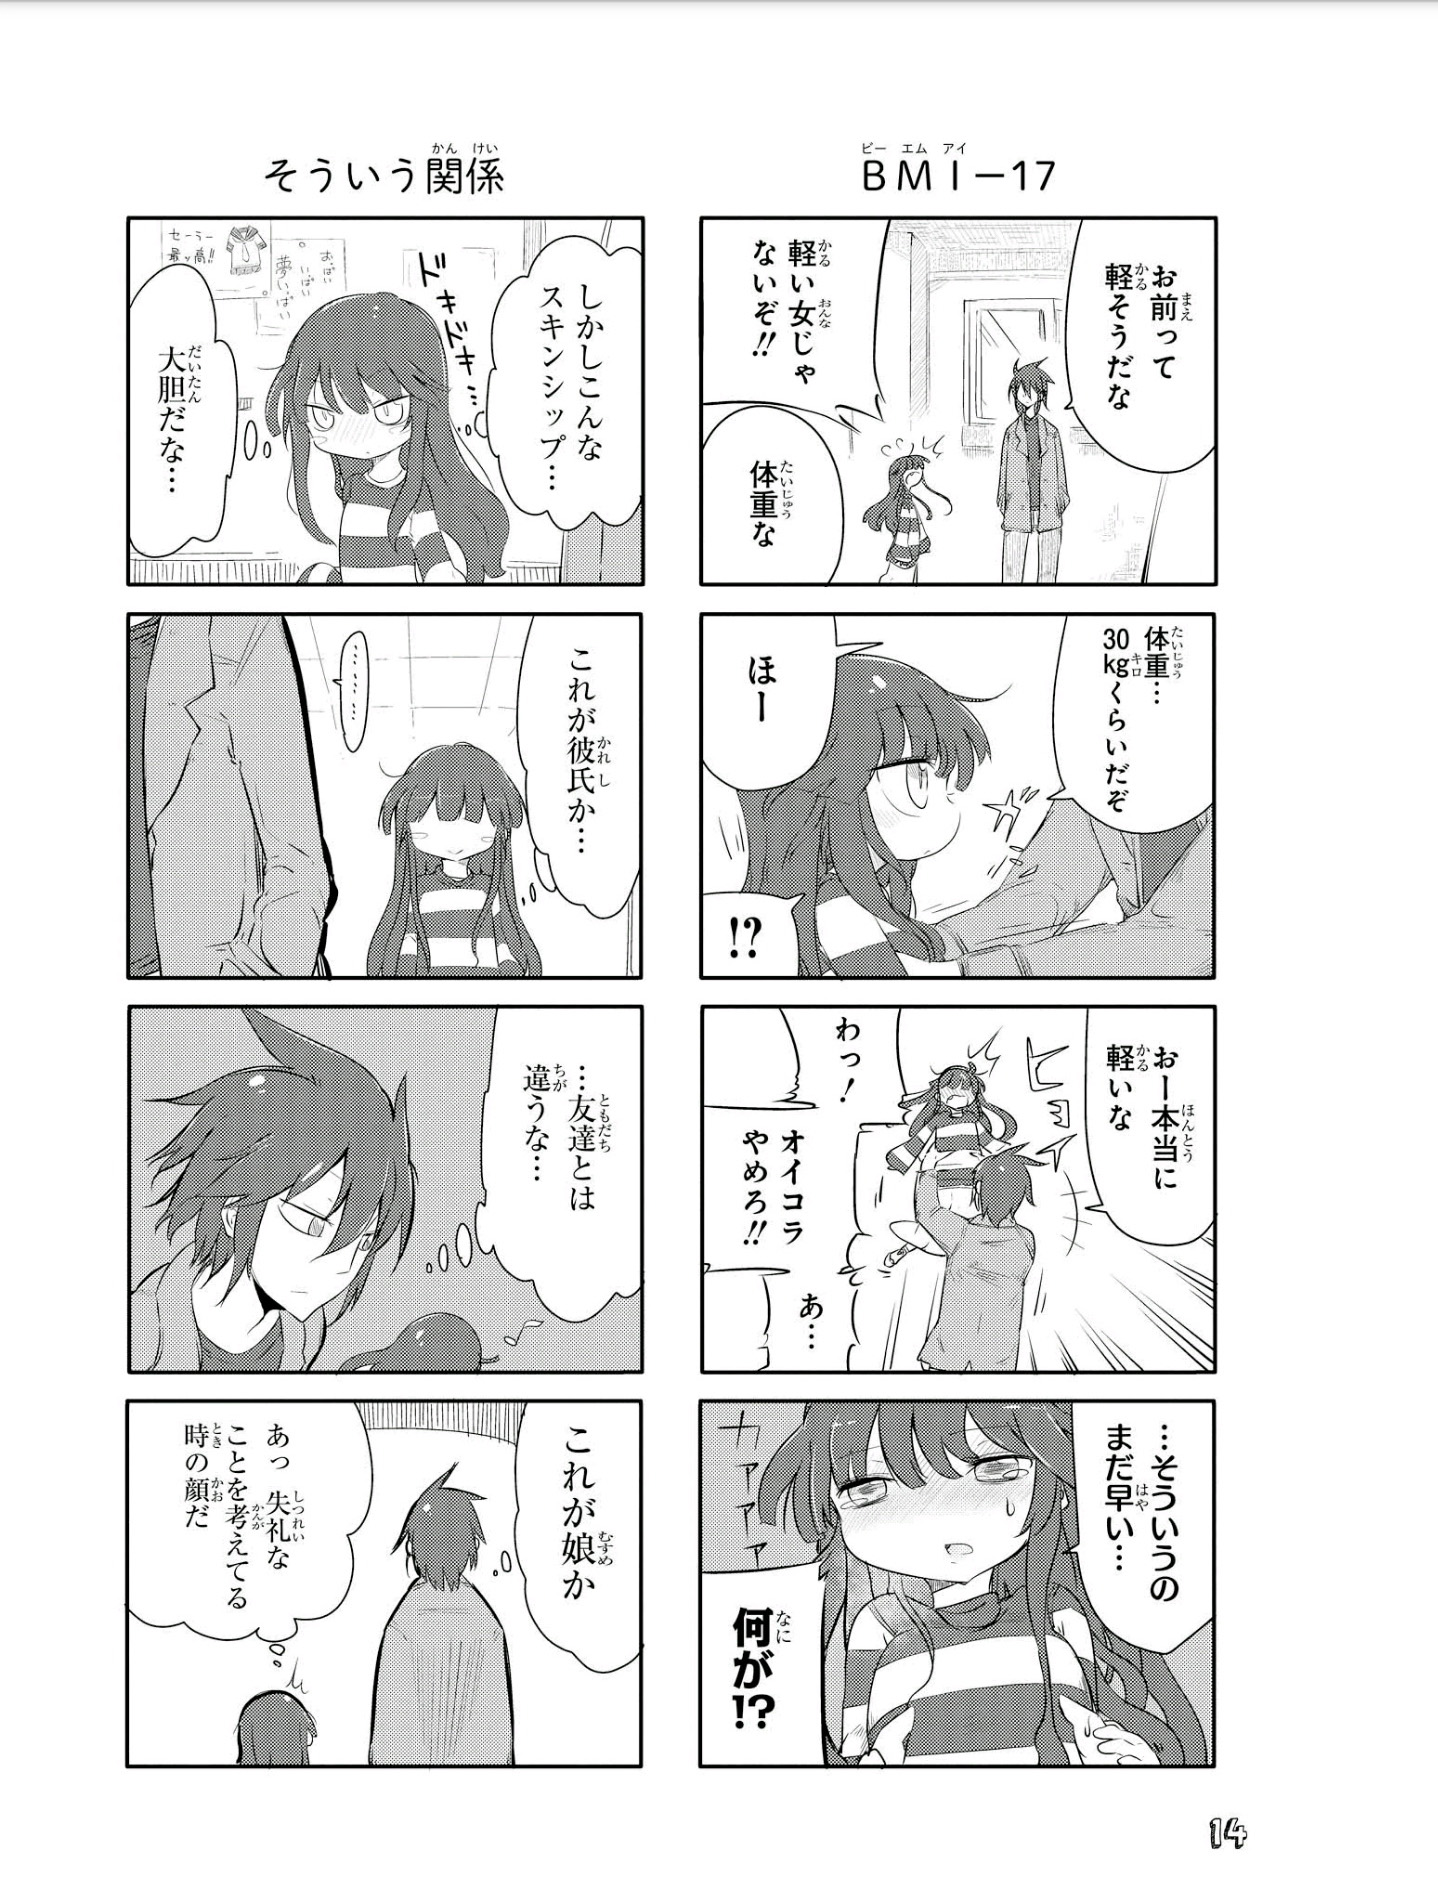 BMI－17
お前って
軽そうだな
軽い女じゃ
ないぞ!!
体重な
体重…
30kgくらいだぞ
ほー
!?
おー本当に
軽いな
ヒョイ
わっ!
オイコラ
やめろ!!
あ…
…そういうの
まだ早い…
カァァァァ
何が!?
そういう関係
しかしこんな
スキンシップ…
ドキドキ…
大胆だな…
セーラー
最ッ高!!
おっぱい
いっぱい
夢いっぱい
これが彼氏か…
………
…友達とは
違うな…
これが娘か
あっ 失礼な
ことを考えてる
時の顔だ
14